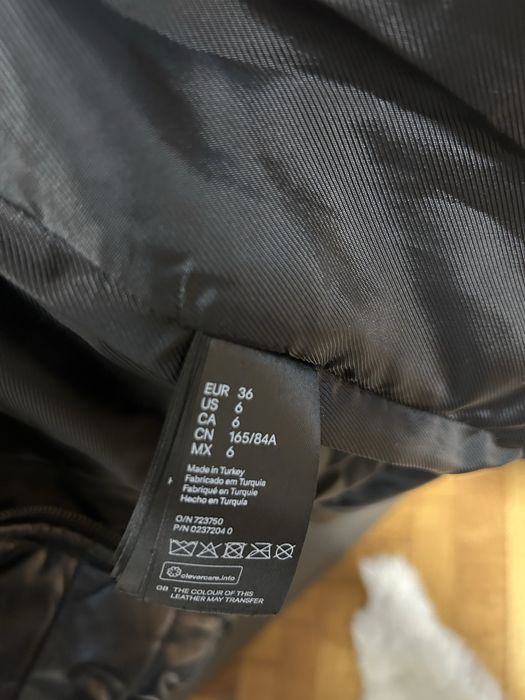 EUR 36
US 6
CA 6
CN 165/84A
MX 6
Made in Turkey
Fabricado em Turquia
Fabriqué en Turquie
Hecho en Turquía
O/N 723750
P/N 0237204 0
clevercare.info
GB THE COLOUR OF THIS
LEATHER MAY TRANSFER